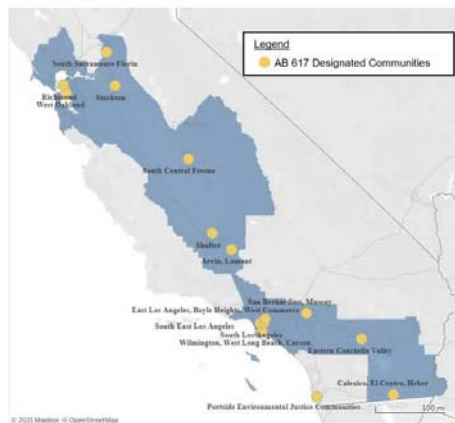 Legend
AB 617 Designated Communities
South Sacramento Florin
Richmond
West Oakland
Stockton
South Central Fresno
Shafter
Arvin, Lamont
San Bernardino, Muscoy
East Los Angeles, Boyle Heights, West Commerce
South East Los Angeles
South Los Angeles
Wilmington, West Long Beach, Carson
Eastern Coachella Valley
Calexico, El Centro, Heber
Portside Environmental Justice Communities
100 mi
© 2021 Mapbox © OpenStreetMap